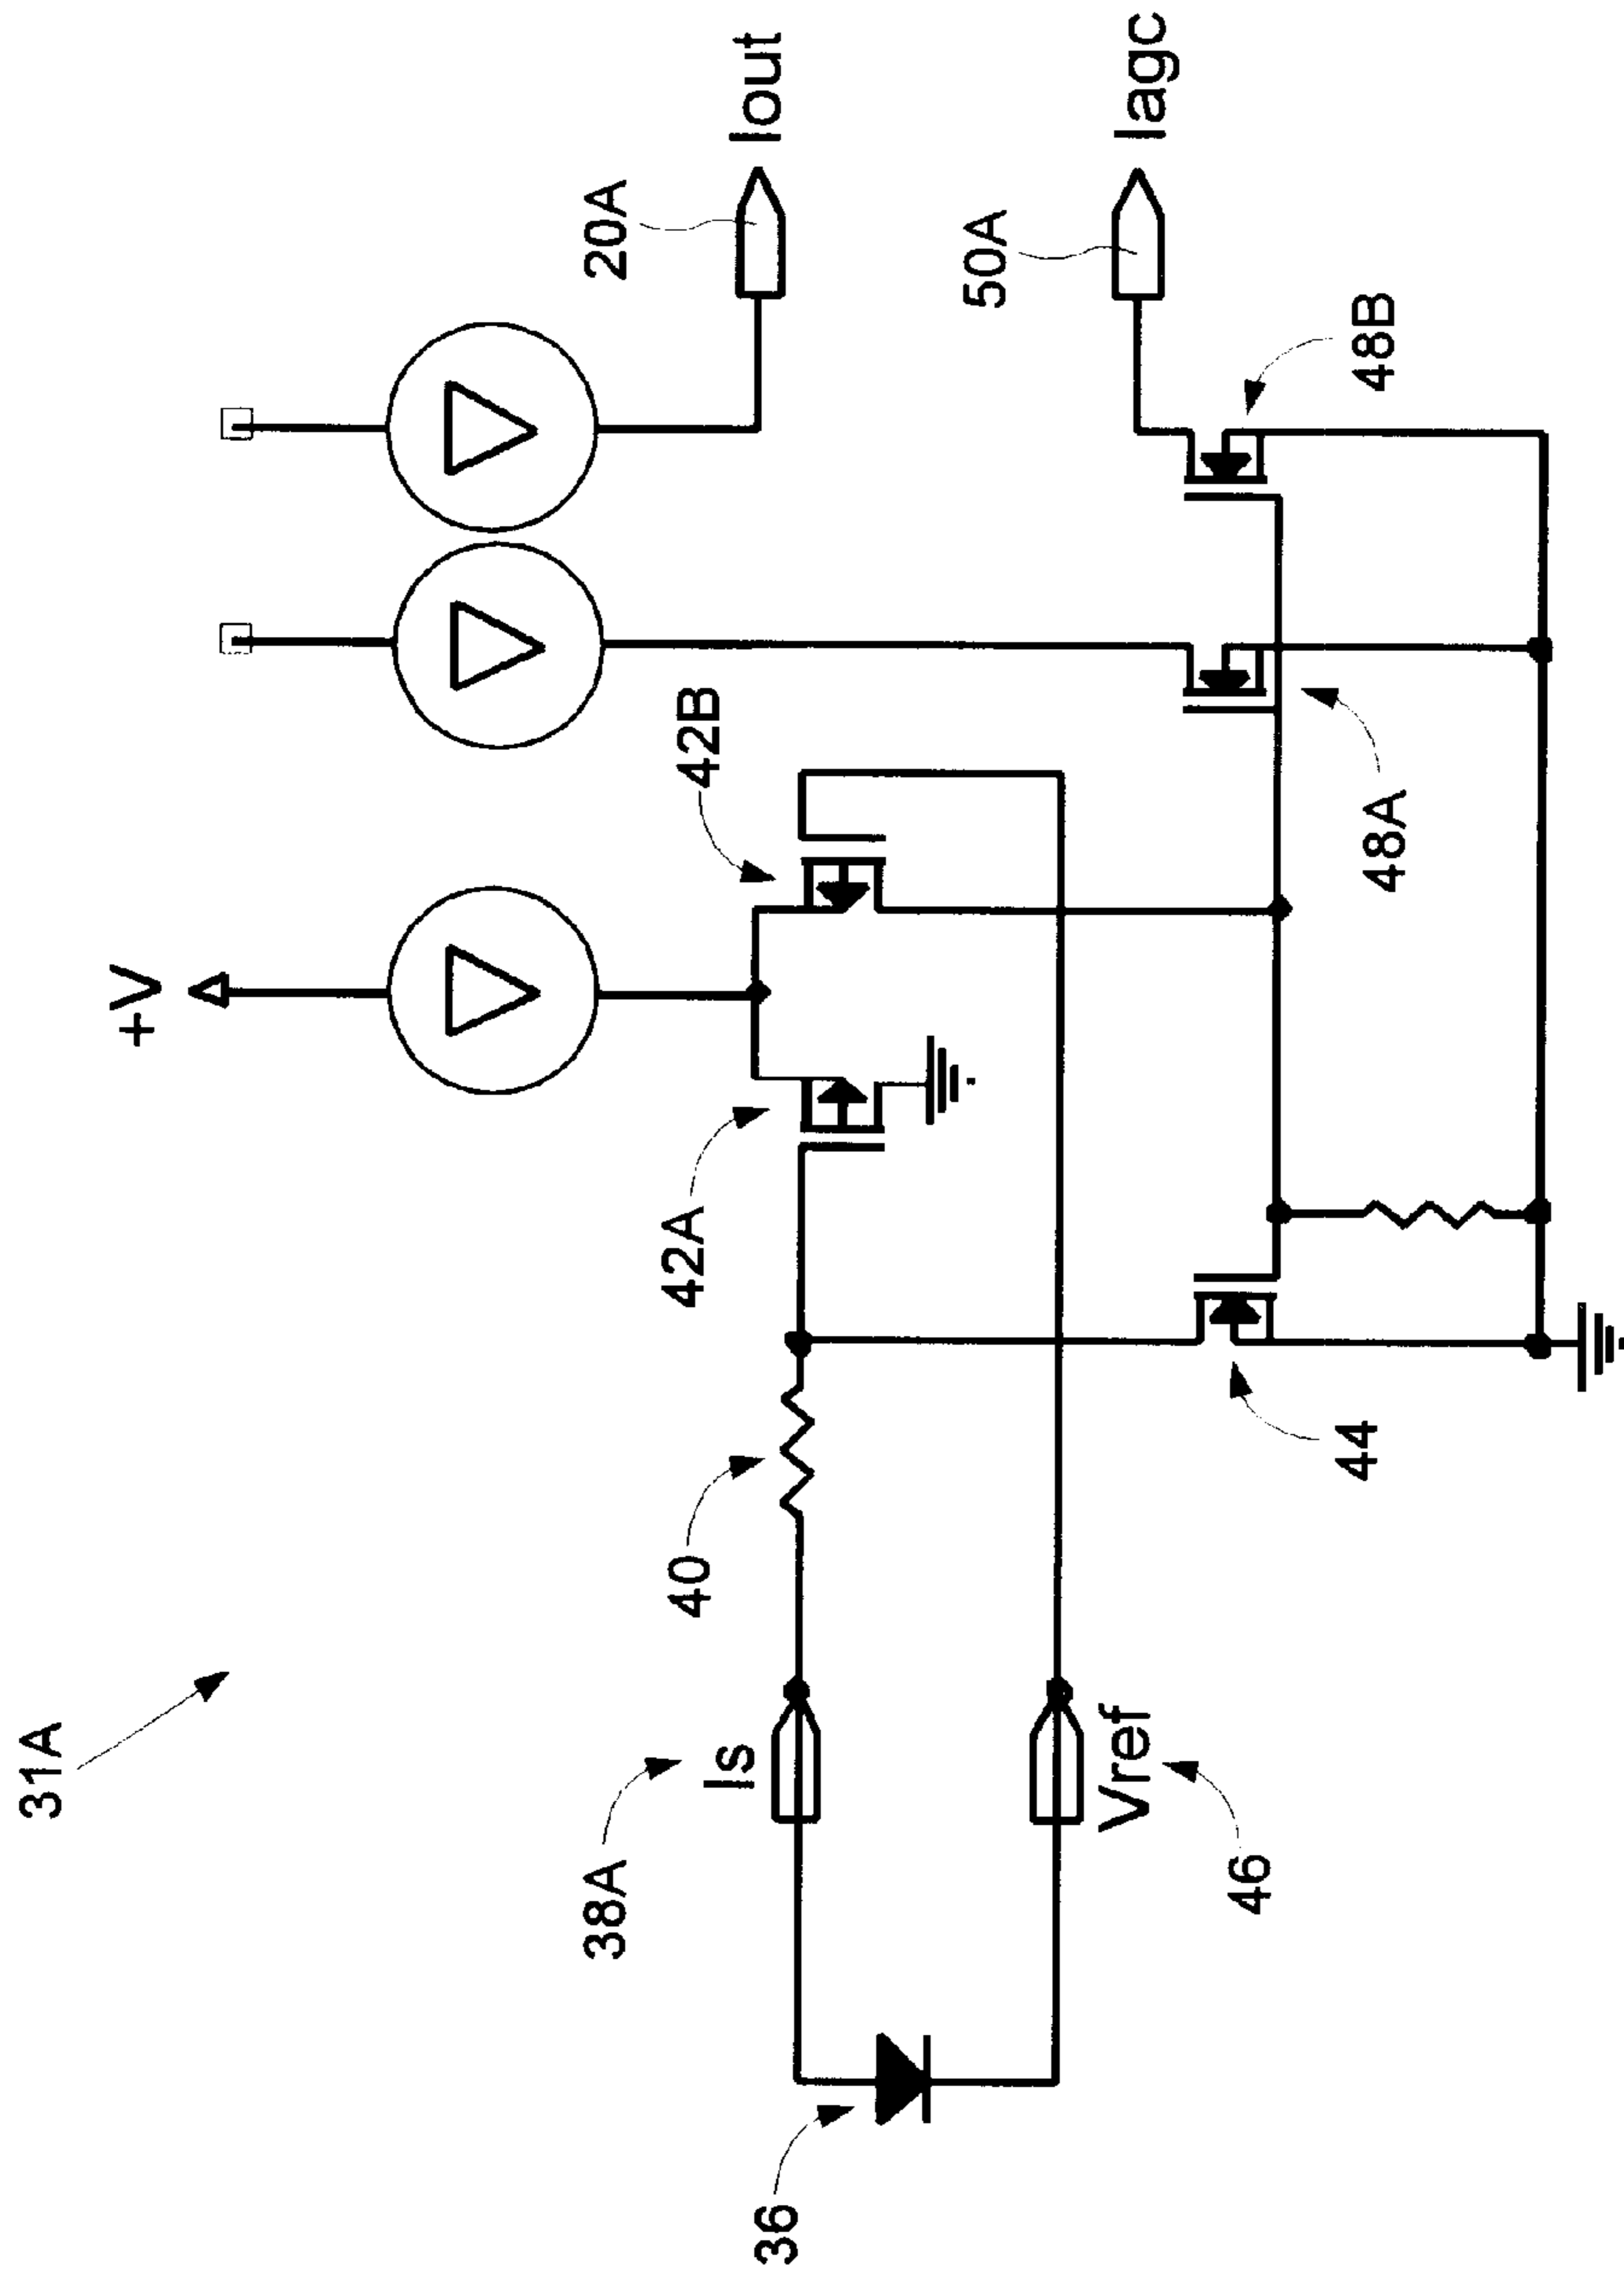 31A
+V
Iout
20A
Iagc
50A
42B
42A
48B
48A
44
40
38A
Is
Vref
46
36